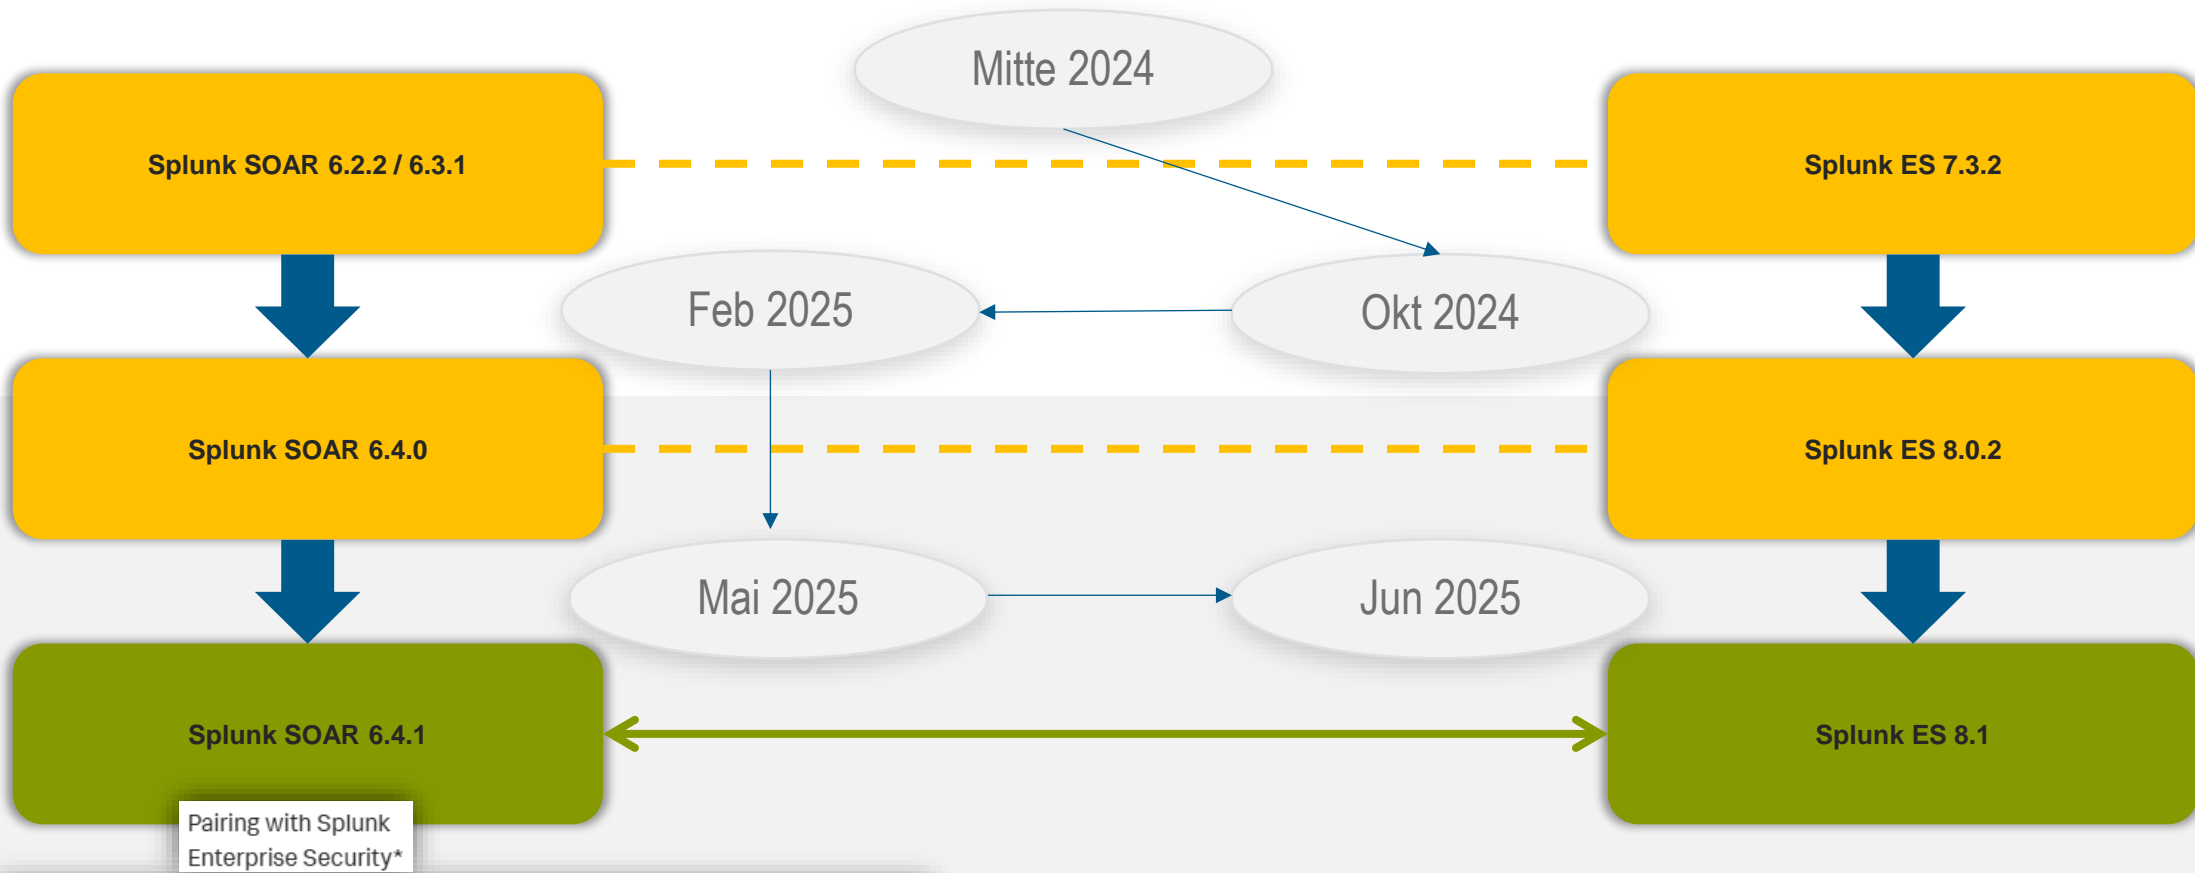 Mitte 2024
Splunk SOAR 6.2.2 / 6.3.1
Splunk ES 7.3.2
Feb 2025
Okt 2024
Splunk SOAR 6.4.0
Splunk ES 8.0.2
Mai 2025
Jun 2025
Splunk SOAR 6.4.1
Splunk ES 8.1
Pairing with Splunk
Enterprise Security*